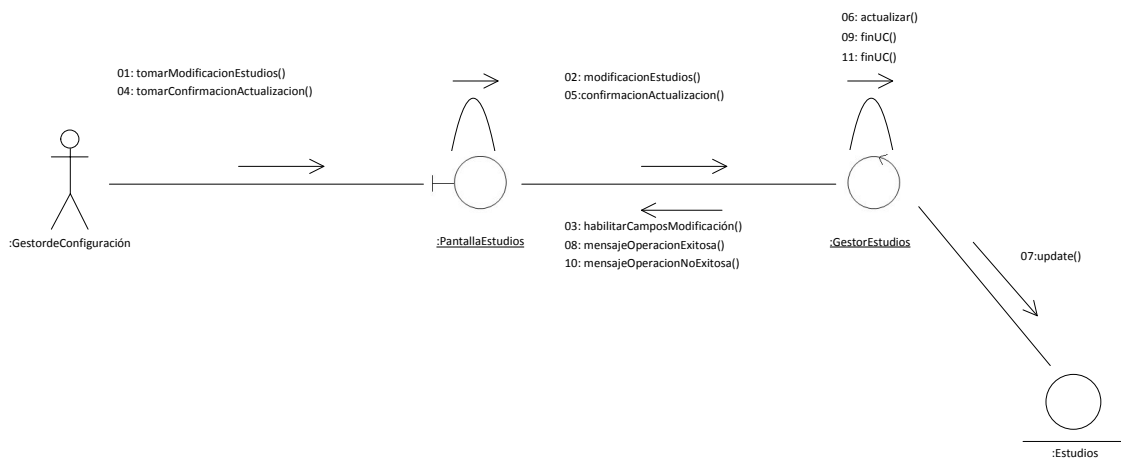 06: actualizar()
09: finUC()
11: finUC()
01: tomarModificacionEstudios()
04: tomarConfirmacionActualizacion()
02: modificacionEstudios()
05:confirmacionActualizacion()
:GestordeConfiguración
:PantallaEstudios
03: habilitarCamposModificación()
08: mensajeOperacionExitosa()
10: mensajeOperacionNoExitosa()
:GestorEstudios
07:update()
:Estudios